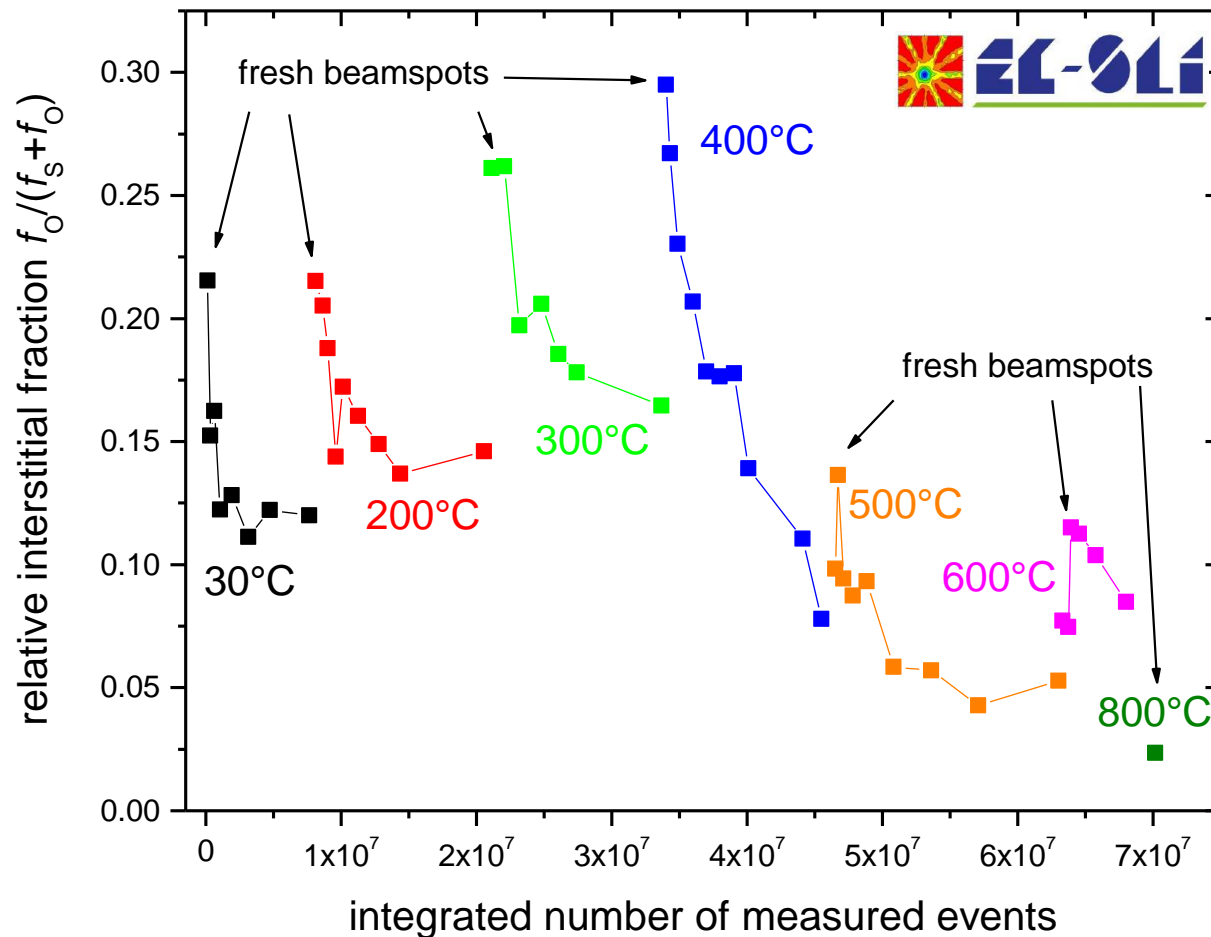 EC-SLI
fresh beamspots
400°C
300°C
200°C
30°C
fresh beamspots
500°C
600°C
800°C
0.30
0.25
0.20
0.15
0.10
0.05
0.00
relative interstitial fraction f_O/(f_S+f_O)
0
1x10^7
2x10^7
3x10^7
4x10^7
5x10^7
6x10^7
7x10^7
integrated number of measured events